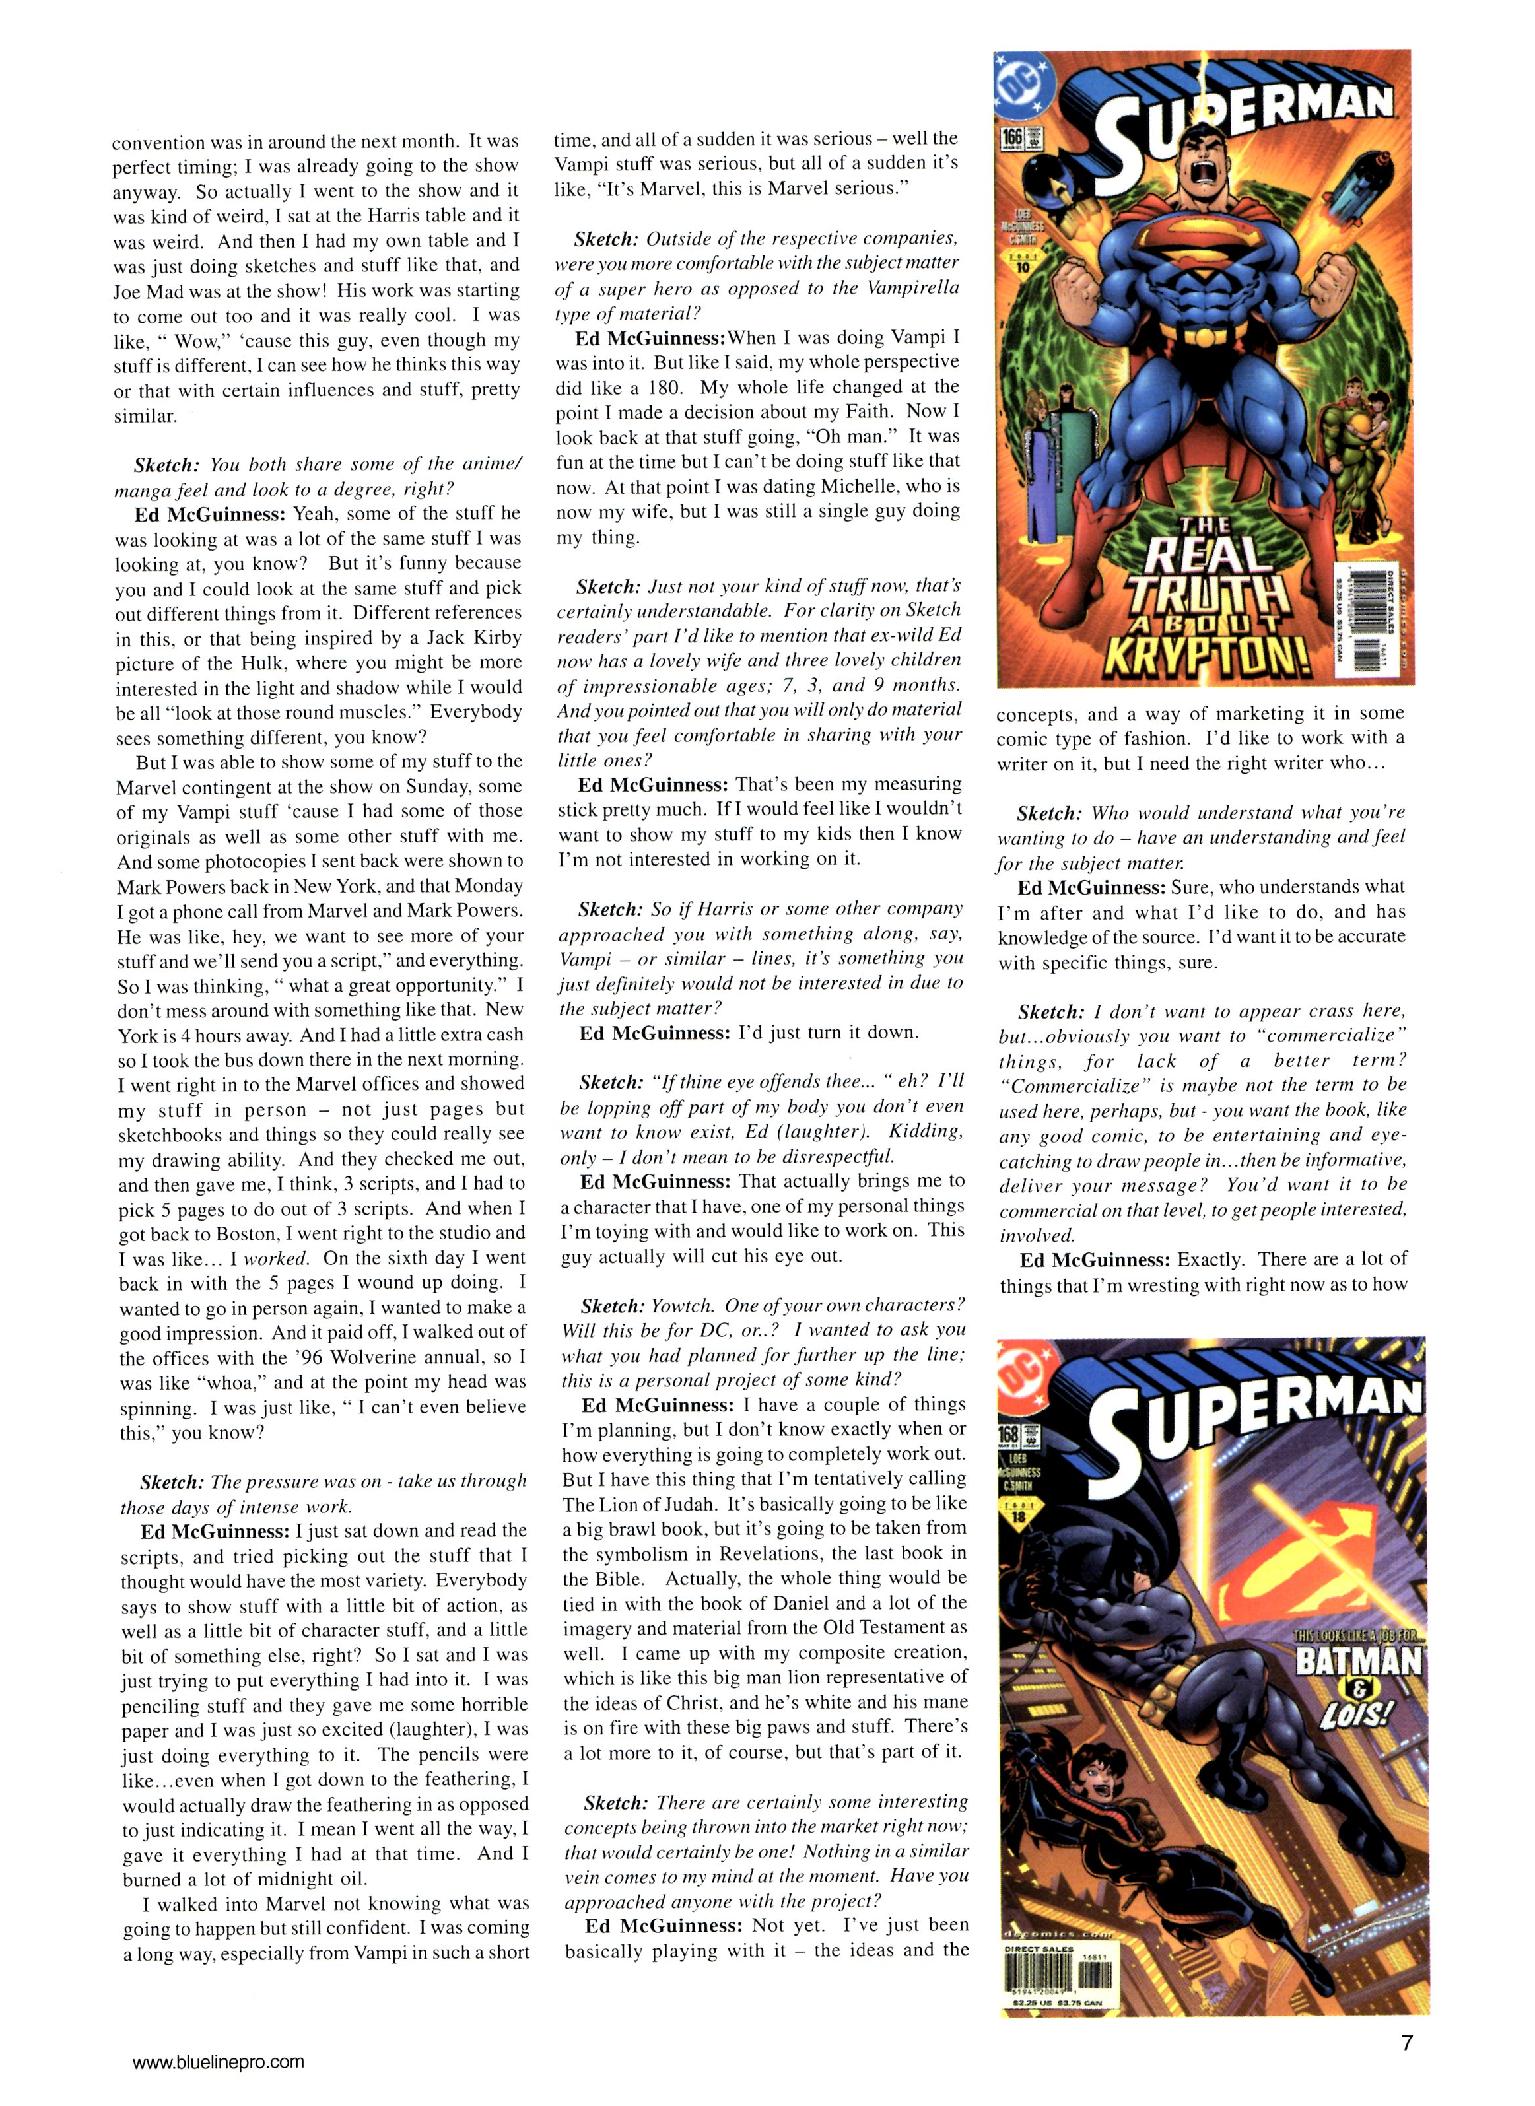 convention was in around the next month. It was
perfect timing; I was already going to the show
anyway. So actually I went to the show and it
was kind of weird, I sat at the Harris table and it
was weird. And then I had my own table and I
was just doing sketches and stuff like that, and
Joe Mad was at the show! His work was starting
to come out too and it was really cool. I was
like, “ Wow,” ‘cause this guy, even though my
stuff is different, I can see how he thinks this way
or that with certain influences and stuff, pretty
similar.
Sketch: You both share some of the anime/
manga feel and look to a degree, right?
Ed McGuinness: Yeah, some of the stuff he
was looking at was a lot of the same stuff I was
looking at, you know? But it’s funny because
you and I could look at the same stuff and pick
out different things from it. Different references
in this, or that being inspired by a Jack Kirby
picture of the Hulk, where you might be more
interested in the light and shadow while I would
be all “look at those round muscles.” Everybody
sees something different, you know?
But I was able to show some of my stuff to the
Marvel contingent at the show on Sunday, some
of my Vampi stuff ‘cause I had some of those
originals as well as some other stuff with me.
And some photocopies I sent back were shown to
Mark Powers back in New York, and that Monday
I got a phone call from Marvel and Mark Powers.
He was like, hey, we want to see more of your
stuff and we’ll send you a script,” and everything.
So I was thinking, “ what a great opportunity.” I
don’t mess around with something like that. New
York is 4 hours away. And I had a little extra cash
so I took the bus down there in the next morning.
I went right in to the Marvel offices and showed
my stuff in person – not just pages but
sketchbooks and things so they could really see
my drawing ability. And they checked me out,
and then gave me, I think, 3 scripts, and I had to
pick 5 pages to do out of 3 scripts. And when I
got back to Boston, I went right to the studio and
I was like... I worked. On the sixth day I went
back in with the 5 pages I wound up doing. I
wanted to go in person again, I wanted to make a
good impression. And it paid off, I walked out of
the offices with the ’96 Wolverine annual, so I
was like “whoa,” and at the point my head was
spinning. I was just like, “ I can’t even believe
this,” you know?
Sketch: The pressure was on - take us through
those days of intense work.
Ed McGuinness: I just sat down and read the
scripts, and tried picking out the stuff that I
thought would have the most variety. Everybody
says to show stuff with a little bit of action, as
well as a little bit of character stuff, and a little
bit of something else, right? So I sat and I was
just trying to put everything I had into it. I was
penciling stuff and they gave me some horrible
paper and I was just so excited (laughter), I was
just doing everything to it. The pencils were
like...even when I got down to the feathering, I
would actually draw the feathering in as opposed
to just indicating it. I mean I went all the way, I
gave it everything I had at that time. And I
burned a lot of midnight oil.
I walked into Marvel not knowing what was
going to happen but still confident. I was coming
a long way, especially from Vampi in such a short
time, and all of a sudden it was serious – well the
Vampi stuff was serious, but all of a sudden it’s
like, “It’s Marvel, this is Marvel serious.”
Sketch: Outside of the respective companies,
were you more comfortable with the subject matter
of a super hero as opposed to the Vampirella
type of material?
Ed McGuinness:When I was doing Vampi I
was into it. But like I said, my whole perspective
did like a 180. My whole life changed at the
point I made a decision about my Faith. Now I
look back at that stuff going, “Oh man.” It was
fun at the time but I can’t be doing stuff like that
now. At that point I was dating Michelle, who is
now my wife, but I was still a single guy doing
my thing.
Sketch: Just not your kind of stuff now, that’s
certainly understandable. For clarity on Sketch
readers’ part I’d like to mention that ex-wild Ed
now has a lovely wife and three lovely children
of impressionable ages; 7, 3, and 9 months.
And you pointed out that you will only do material
that you feel comfortable in sharing with your
little ones?
Ed McGuinness: That’s been my measuring
stick pretty much. If I would feel like I wouldn’t
want to show my stuff to my kids then I know
I’m not interested in working on it.
Sketch: So if Harris or some other company
approached you with something along, say,
Vampi – or similar – lines, it’s something you
just definitely would not be interested in due to
the subject matter?
Ed McGuinness: I’d just turn it down.
Sketch: “If thine eye offends thee... “ eh? I’ll
be lopping off part of my body you don’t even
want to know exist, Ed (laughter). Kidding,
only – I don’t mean to be disrespectful.
Ed McGuinness: That actually brings me to
a character that I have, one of my personal things
I’m toying with and would like to work on. This
guy actually will cut his eye out.
Sketch: Yowtch. One of your own characters?
Will this be for DC, or..? I wanted to ask you
what you had planned for further up the line;
this is a personal project of some kind?
Ed McGuinness: I have a couple of things
I’m planning, but I don’t know exactly when or
how everything is going to completely work out.
But I have this thing that I’m tentatively calling
The Lion of Judah. It’s basically going to be like
a big brawl book, but it’s going to be taken from
the symbolism in Revelations, the last book in
the Bible. Actually, the whole thing would be
tied in with the book of Daniel and a lot of the
imagery and material from the Old Testament as
well. I came up with my composite creation,
which is like this big man lion representative of
the ideas of Christ, and he’s white and his mane
is on fire with these big paws and stuff. There’s
a lot more to it, of course, but that’s part of it.
Sketch: There are certainly some interesting
concepts being thrown into the market right now;
that would certainly be one! Nothing in a similar
vein comes to my mind at the moment. Have you
approached anyone with the project?
Ed McGuinness: Not yet. I’ve just been
basically playing with it – the ideas and the
DC
SUPERMAN
166
LOEB
McGUINNESS
C.SMITH
2001
10
THE
REAL
TRUTH
ABOUT
KRYPTON!
DIRECT SALES
$2.25 US $3.75 CAN
concepts, and a way of marketing it in some
comic type of fashion. I’d like to work with a
writer on it, but I need the right writer who...
Sketch: Who would understand what you’re
wanting to do – have an understanding and feel
for the subject matter.
Ed McGuinness: Sure, who understands what
I’m after and what I’d like to do, and has
knowledge of the source. I’d want it to be accurate
with specific things, sure.
Sketch: I don’t want to appear crass here,
but...obviously you want to “commercialize”
things, for lack of a better term?
“Commercialize” is maybe not the term to be
used here, perhaps, but - you want the book, like
any good comic, to be entertaining and eye-
catching to draw people in...then be informative,
deliver your message? You’d want it to be
commercial on that level, to get people interested,
involved.
Ed McGuinness: Exactly. There are a lot of
things that I’m wresting with right now as to how
DC
SUPERMAN
168
LOEB
McGUINNESS
C.SMITH
2001
18
THIS LOOKS LIKE A JOB FOR...
BATMAN
&
LOIS!
dccomics.com
DIRECT SALES
16811
$2.25 US $3.75 CAN
www.bluelinepro.com
7